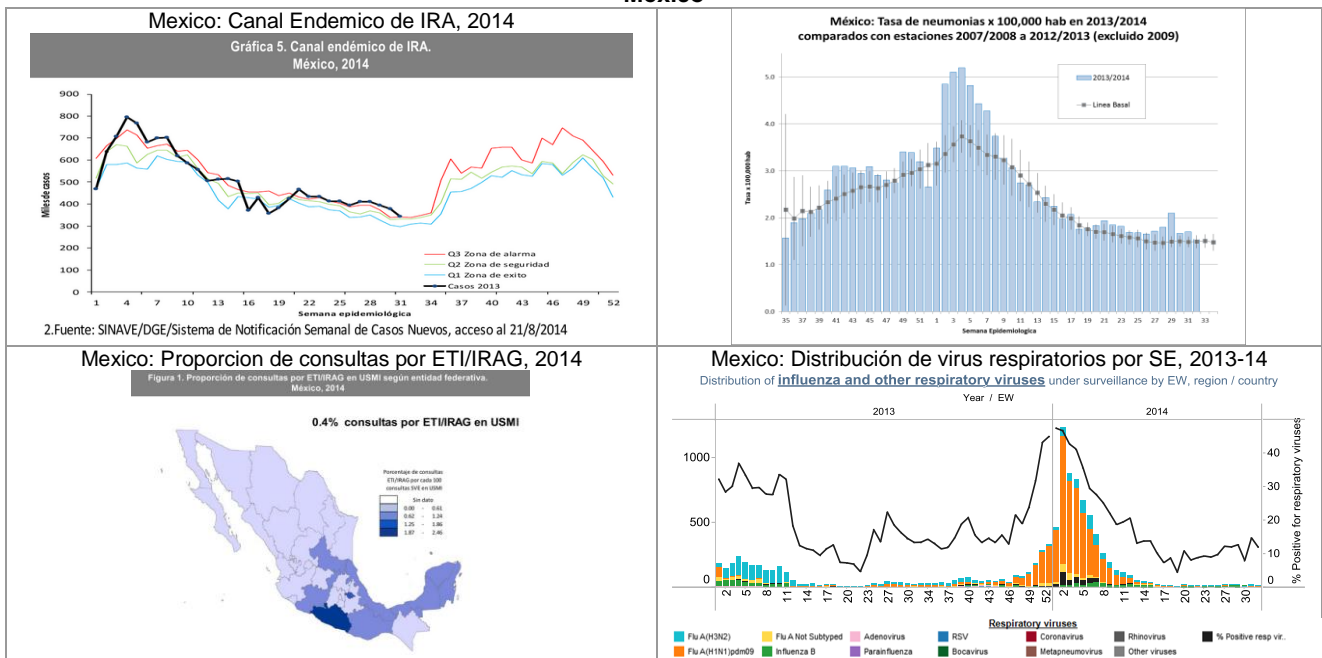 Mexico: Canal Endemico de IRA, 2014
Gráfica 5. Canal endémico de IRA.
México, 2014
900
800
700
600
500
400
300
200
100
0
Miles de casos
1 4 7 10 13 16 19 22 25 28 31 34 37 40 43 46 49 52
Semana epidemiológica
Q3 Zona de alarma
Q2 Zona de seguridad
Q1 Zona de exito
Casos 2013
2.Fuente: SINAVE/DGE/Sistema de Notificación Semanal de Casos Nuevos, acceso al 21/8/2014
México: Tasa de neumonias x 100,000 hab en 2013/2014
comparados con estaciones 2007/2008 a 2012/2013 (excluido 2009)
5.0
4.0
3.0
2.0
1.0
0.0
Tasa x 100,000 hab
2013/2014
Linea Basal
35 37 39 41 43 45 47 49 51 1 3 5 7 9 11 13 15 17 19 21 23 25 27 29 31 33
Semana Epidemiologica
Mexico: Proporcion de consultas por ETI/IRAG, 2014
Figura 1. Proporción de consultas por ETI/IRAG en USMI según entidad federativa.
México, 2014
0.4% consultas por ETI/IRAG en USMI
Porcentaje de consultas
ETI/IRAG por cada 100
consultas SVE en USMI
Sin dato
0.00 - 0.61
0.62 - 1.24
1.25 - 1.86
1.87 - 2.46
Mexico: Distribución de virus respiratorios por SE, 2013-14
Distribution of influenza and other respiratory viruses under surveillance by EW, region / country
Year / EW
2013 2014
1000
500
0
40
30
20
10
0
% Positive for respiratory viruses
2 5 8 11 14 17 20 23 27 30 34 37 40 43 46 49 52 2 5 8 11 14 17 20 23 26 30
Respiratory viruses
Flu A(H3N2) Flu A Not Subtyped Adenovirus RSV Coronavirus Rhinovirus % Positive resp vir..
Flu A(H1N1)pdm09 Influenza B Parainfluenza Bocavirus Metapneumovirus Other viruses